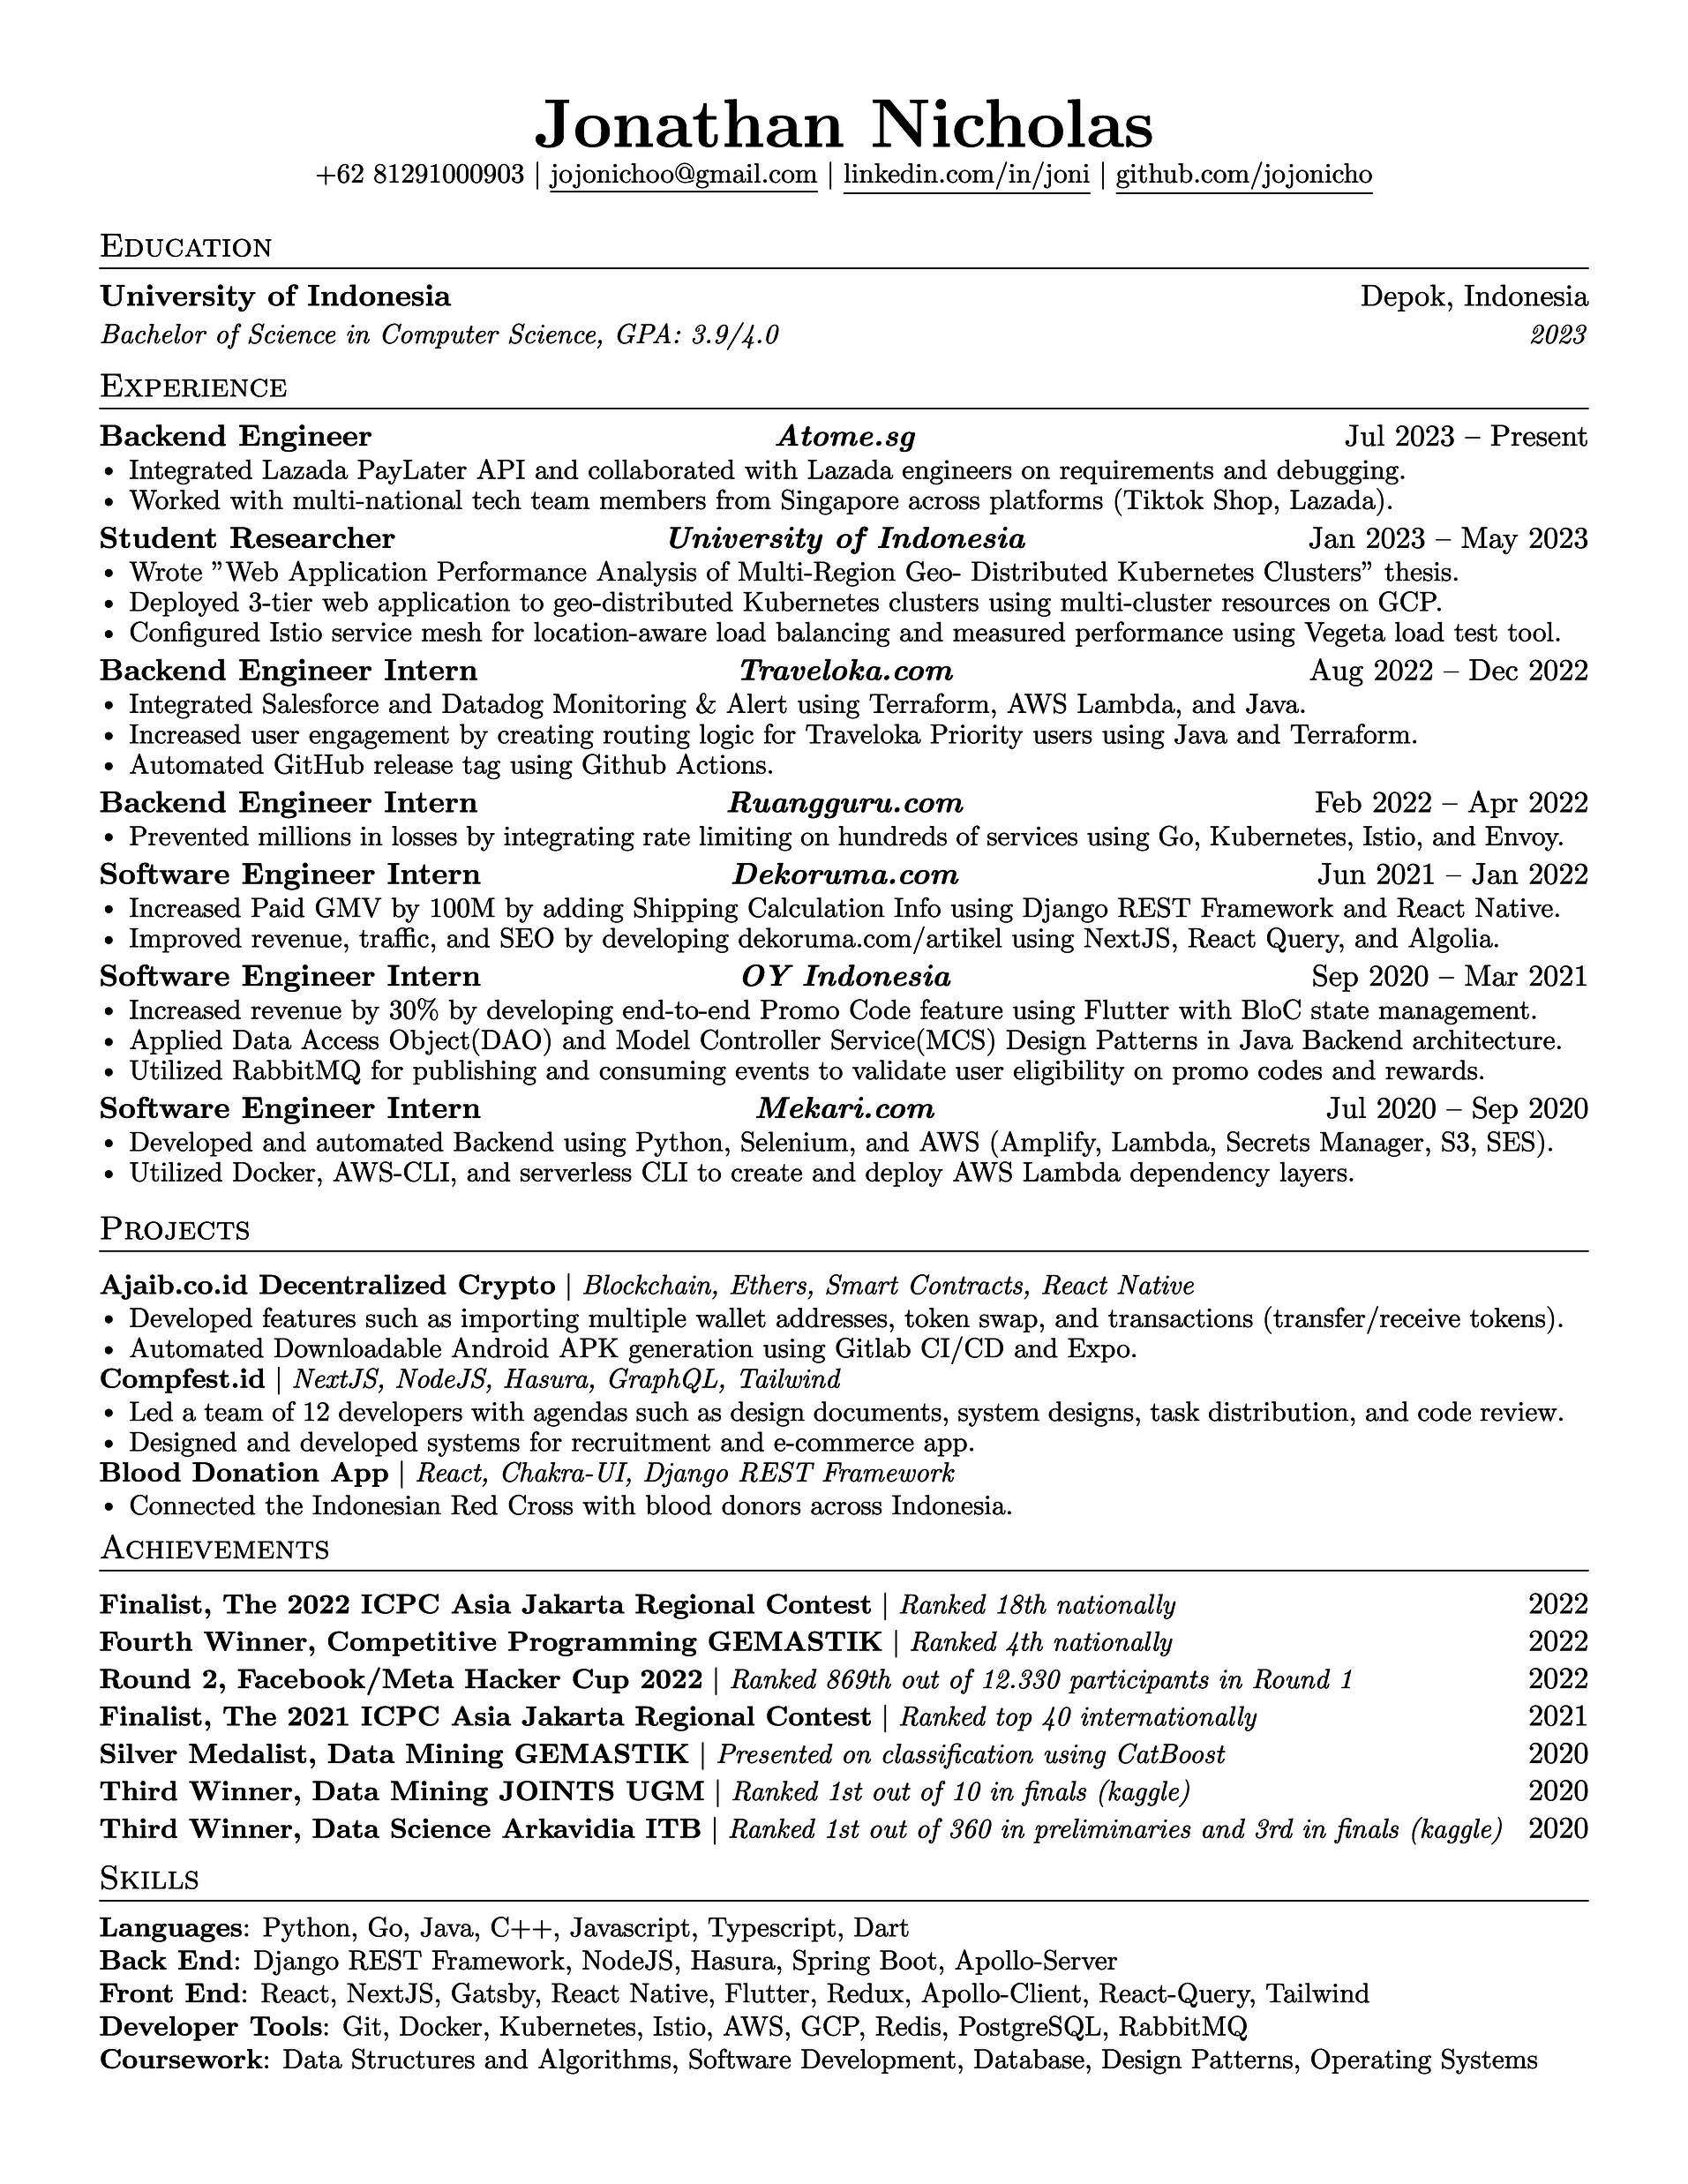 Jonathan Nicholas
+62 81291000903 | jojonichoo@gmail.com | linkedin.com/in/joni | github.com/jojonicho
Education
University of Indonesia Depok, Indonesia
Bachelor of Science in Computer Science, GPA: 3.9/4.0 2023
Experience
Backend Engineer Atome.sg Jul 2023 – Present
• Integrated Lazada PayLater API and collaborated with Lazada engineers on requirements and debugging.
• Worked with multi-national tech team members from Singapore across platforms (Tiktok Shop, Lazada).
Student Researcher University of Indonesia Jan 2023 – May 2023
• Wrote ”Web Application Performance Analysis of Multi-Region Geo- Distributed Kubernetes Clusters” thesis.
• Deployed 3-tier web application to geo-distributed Kubernetes clusters using multi-cluster resources on GCP.
• Configured Istio service mesh for location-aware load balancing and measured performance using Vegeta load test tool.
Backend Engineer Intern Traveloka.com Aug 2022 – Dec 2022
• Integrated Salesforce and Datadog Monitoring & Alert using Terraform, AWS Lambda, and Java.
• Increased user engagement by creating routing logic for Traveloka Priority users using Java and Terraform.
• Automated GitHub release tag using Github Actions.
Backend Engineer Intern Ruangguru.com Feb 2022 – Apr 2022
• Prevented millions in losses by integrating rate limiting on hundreds of services using Go, Kubernetes, Istio, and Envoy.
Software Engineer Intern Dekoruma.com Jun 2021 – Jan 2022
• Increased Paid GMV by 100M by adding Shipping Calculation Info using Django REST Framework and React Native.
• Improved revenue, traffic, and SEO by developing dekoruma.com/artikel using NextJS, React Query, and Algolia.
Software Engineer Intern OY Indonesia Sep 2020 – Mar 2021
• Increased revenue by 30% by developing end-to-end Promo Code feature using Flutter with BloC state management.
• Applied Data Access Object(DAO) and Model Controller Service(MCS) Design Patterns in Java Backend architecture.
• Utilized RabbitMQ for publishing and consuming events to validate user eligibility on promo codes and rewards.
Software Engineer Intern Mekari.com Jul 2020 – Sep 2020
• Developed and automated Backend using Python, Selenium, and AWS (Amplify, Lambda, Secrets Manager, S3, SES).
• Utilized Docker, AWS-CLI, and serverless CLI to create and deploy AWS Lambda dependency layers.
Projects
Ajaib.co.id Decentralized Crypto | Blockchain, Ethers, Smart Contracts, React Native
• Developed features such as importing multiple wallet addresses, token swap, and transactions (transfer/receive tokens).
• Automated Downloadable Android APK generation using Gitlab CI/CD and Expo.
Compfest.id | NextJS, NodeJS, Hasura, GraphQL, Tailwind
• Led a team of 12 developers with agendas such as design documents, system designs, task distribution, and code review.
• Designed and developed systems for recruitment and e-commerce app.
Blood Donation App | React, Chakra-UI, Django REST Framework
• Connected the Indonesian Red Cross with blood donors across Indonesia.
Achievements
Finalist, The 2022 ICPC Asia Jakarta Regional Contest | Ranked 18th nationally 2022
Fourth Winner, Competitive Programming GEMASTIK | Ranked 4th nationally 2022
Round 2, Facebook/Meta Hacker Cup 2022 | Ranked 869th out of 12.330 participants in Round 1 2022
Finalist, The 2021 ICPC Asia Jakarta Regional Contest | Ranked top 40 internationally 2021
Silver Medalist, Data Mining GEMASTIK | Presented on classification using CatBoost 2020
Third Winner, Data Mining JOINTS UGM | Ranked 1st out of 10 in finals (kaggle) 2020
Third Winner, Data Science Arkavidia ITB | Ranked 1st out of 360 in preliminaries and 3rd in finals (kaggle) 2020
Skills
Languages: Python, Go, Java, C++, Javascript, Typescript, Dart
Back End: Django REST Framework, NodeJS, Hasura, Spring Boot, Apollo-Server
Front End: React, NextJS, Gatsby, React Native, Flutter, Redux, Apollo-Client, React-Query, Tailwind
Developer Tools: Git, Docker, Kubernetes, Istio, AWS, GCP, Redis, PostgreSQL, RabbitMQ
Coursework: Data Structures and Algorithms, Software Development, Database, Design Patterns, Operating Systems